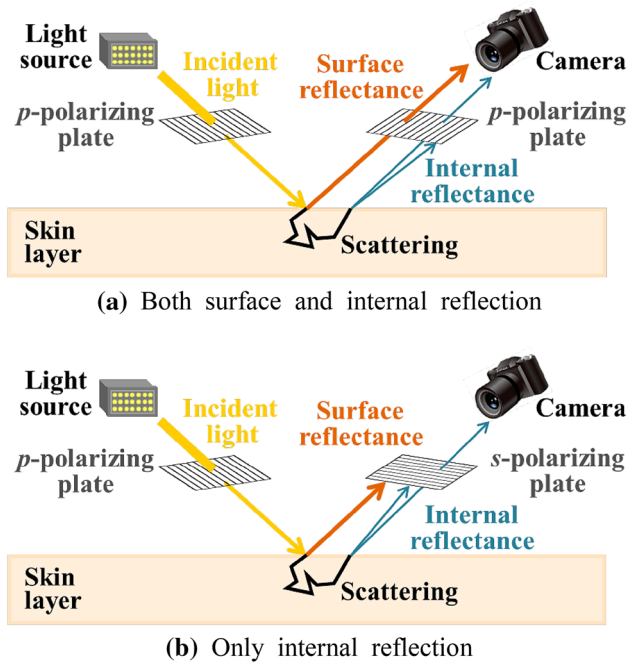 Light
source
Incident
light
Surface
reflectance
Camera
p-polarizing
plate
p-polarizing
plate
Internal
reflectance
Skin
layer
Scattering
(a) Both surface and internal reflection
Light
source
Incident
light
Surface
reflectance
Camera
p-polarizing
plate
s-polarizing
plate
Internal
reflectance
Skin
layer
Scattering
(b) Only internal reflection